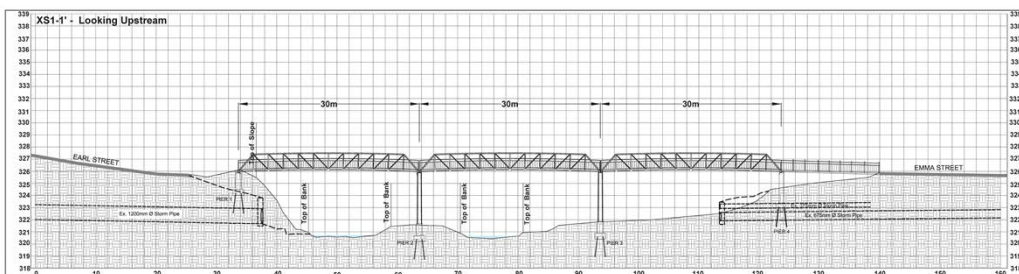 XS1-1' - Looking Upstream
339
338
337
336
335
334
333
332
331
330
329
328
327
326
325
324
323
322
321
320
319
318
30m
30m
30m
EARL STREET
Top of Slope
EMMA STREET
PIER 1
Ex. 1200mm Ø Storm Pipe
Top of Bank
PIER 2
Top of Bank
Top of Bank
Top of Bank
PIER 3
PIER 4
Ex. 675mm Ø Storm Pipe
10
20
30
40
50
60
70
80
90
100
110
120
130
140
150
160